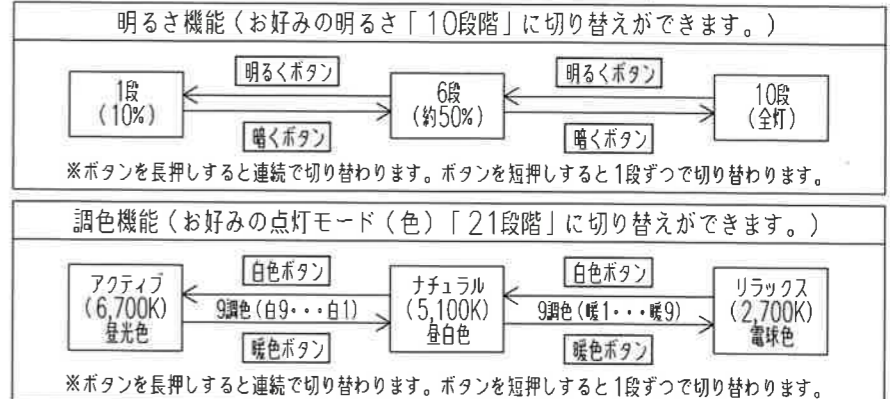 明るさ機能(お好みの明るさ「10段階」に切り替えができます。)
明るくボタン 明るくボタン
1段 6段 10段
(10%) (約50%) (全灯)
暗くボタン 暗くボタン
※ボタンを長押しすると連続で切り替わります。ボタンを短押しすると1段ずつで切り替わります。
調色機能(お好みの点灯モード(色)「21段階」に切り替えができます。)
白色ボタン 白色ボタン
アクティブ ナチュラル リラックス
(6,700K) 9調色(白9・・・白1) (5,100K) 9調色(暖1・・・暖9) (2,700K)
昼光色 昼白色 電球色
暖色ボタン 暖色ボタン
※ボタンを長押しすると連続で切り替わります。ボタンを短押しすると1段ずつで切り替わります。